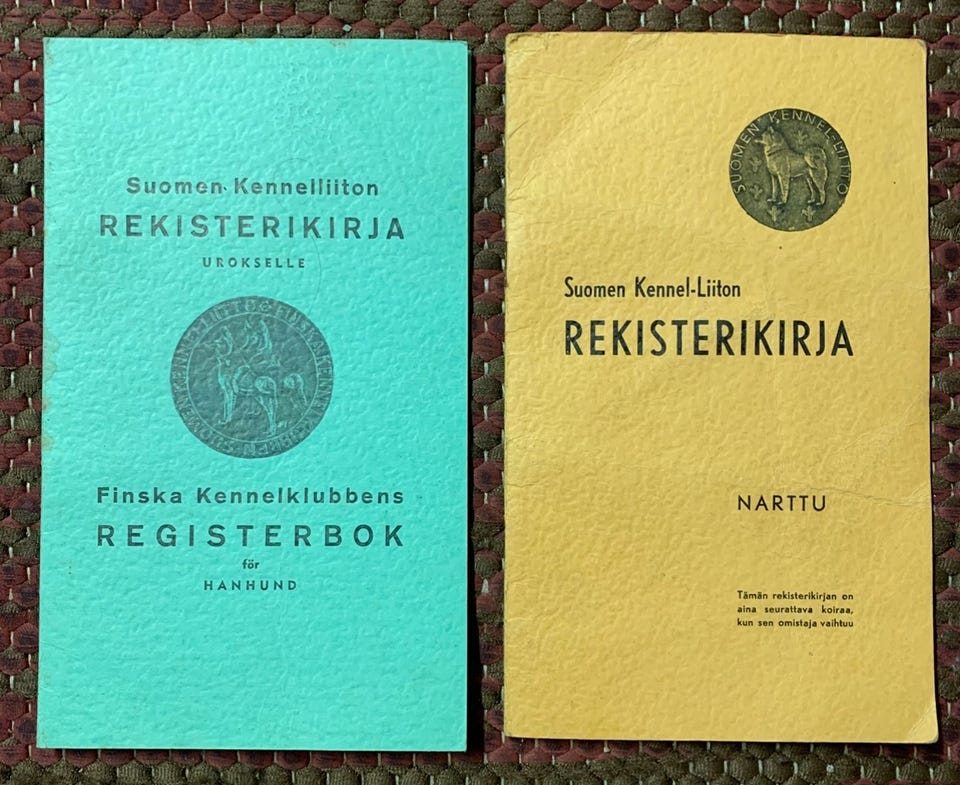 Suomen Kennelliiton
REKISTERIKIRJA
UROKSELLE
Finska Kennelklubbens
REGISTERBOK
för
HANHUND
SUOMEN KENNEL-LIITTO
Suomen Kennel-Liiton
REKISTERIKIRJA
NARTTU
Tämän rekisterikirjan on
aina seurattava koiraa,
kun sen omistaja vaihtuu